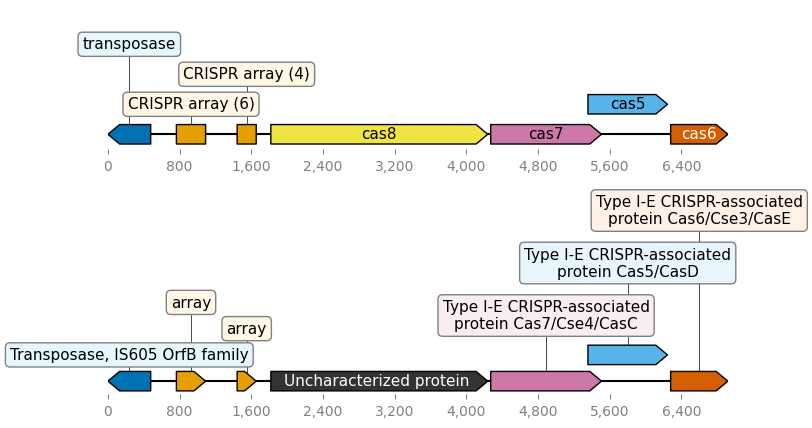 transposase
CRISPR array (4)
CRISPR array (6)
cas5
cas8
cas7
cas6
0 800 1,600 2,400 3,200 4,000 4,800 5,600 6,400
Type I-E CRISPR-associated
protein Cas6/Cse3/CasE
Type I-E CRISPR-associated
protein Cas5/CasD
array
Type I-E CRISPR-associated
protein Cas7/Cse4/CasC
array
Transposase, IS605 OrfB family
Uncharacterized protein
0 800 1,600 2,400 3,200 4,000 4,800 5,600 6,400